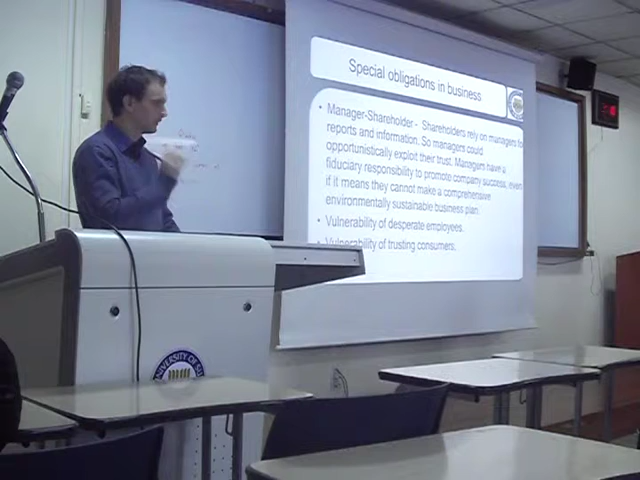 Special obligations in business
• Manager-Shareholder - Shareholders rely on managers for
reports and information. So managers could
opportunistically exploit their trust. Managers have a
fiduciary responsibility to promote company success, even
if it means they cannot make a comprehensive
environmentally sustainable business plan.
• Vulnerability of desperate employees.
• Vulnerability of trusting consumers.
UNIVERSITY OF